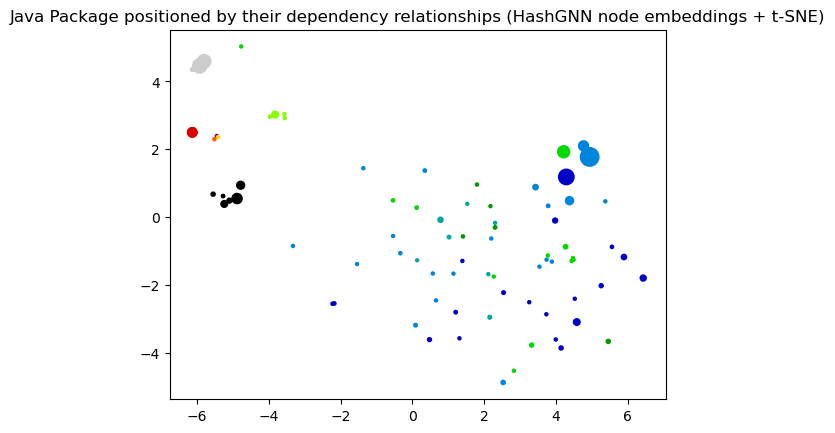 Java Package positioned by their dependency relationships (HashGNN node embeddings + t-SNE)
4
2
0
−2
−4
−6 −4 −2 0 2 4 6